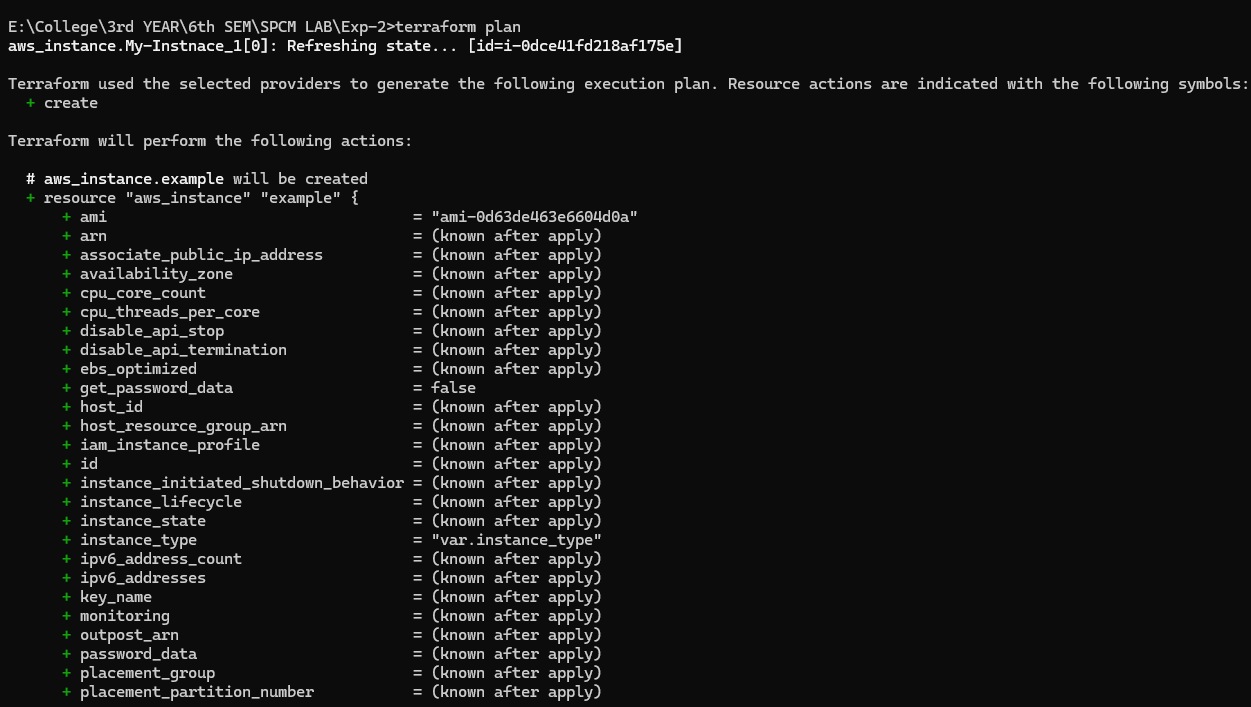 E:\College\3rd YEAR\6th SEM\SPCM LAB\Exp-2>terraform plan
aws_instance.My-Instnace_1[0]: Refreshing state... [id=i-0dce41fd218af175e]
Terraform used the selected providers to generate the following execution plan. Resource actions are indicated with the following symbols:
+ create
Terraform will perform the following actions:
# aws_instance.example will be created
+ resource "aws_instance" "example" {
+ ami = "ami-0d63de463e6604d0a"
+ arn = (known after apply)
+ associate_public_ip_address = (known after apply)
+ availability_zone = (known after apply)
+ cpu_core_count = (known after apply)
+ cpu_threads_per_core = (known after apply)
+ disable_api_stop = (known after apply)
+ disable_api_termination = (known after apply)
+ ebs_optimized = (known after apply)
+ get_password_data = false
+ host_id = (known after apply)
+ host_resource_group_arn = (known after apply)
+ iam_instance_profile = (known after apply)
+ id = (known after apply)
+ instance_initiated_shutdown_behavior = (known after apply)
+ instance_lifecycle = (known after apply)
+ instance_state = (known after apply)
+ instance_type = "var.instance_type"
+ ipv6_address_count = (known after apply)
+ ipv6_addresses = (known after apply)
+ key_name = (known after apply)
+ monitoring = (known after apply)
+ outpost_arn = (known after apply)
+ password_data = (known after apply)
+ placement_group = (known after apply)
+ placement_partition_number = (known after apply)